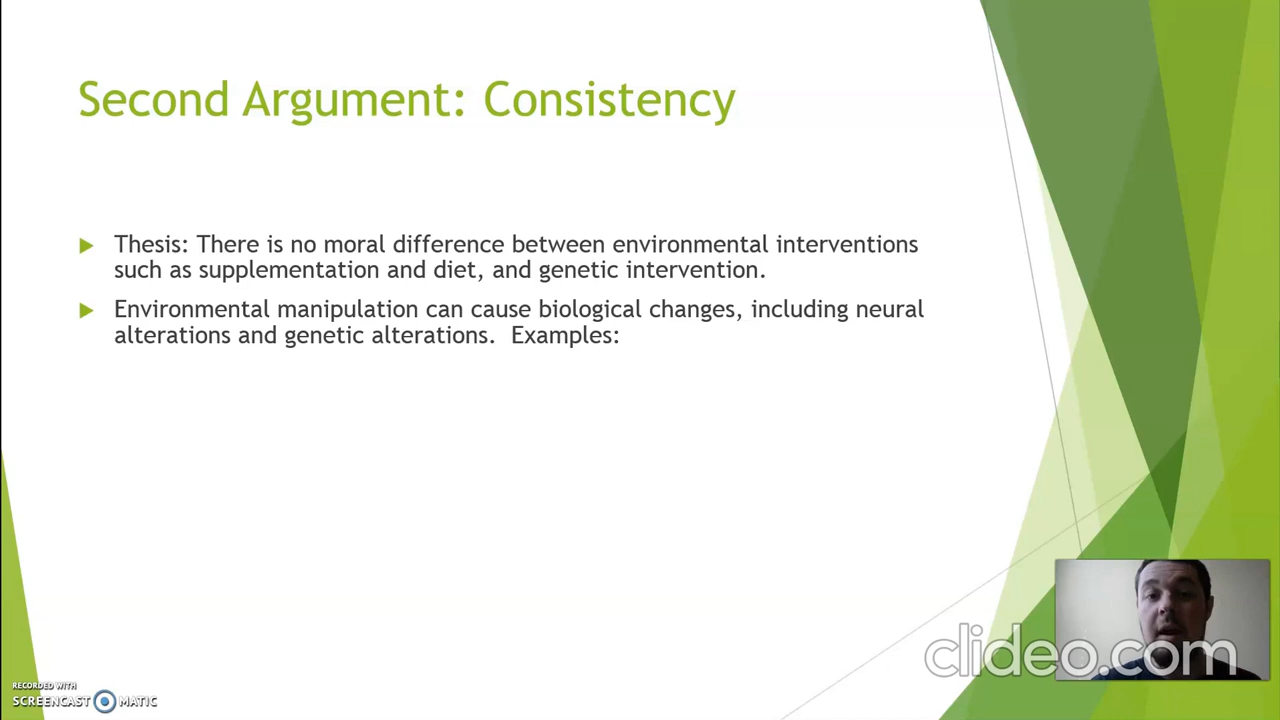 Second Argument: Consistency
Thesis: There is no moral difference between environmental interventions
such as supplementation and diet, and genetic intervention.
Environmental manipulation can cause biological changes, including neural
alterations and genetic alterations. Examples:
clideo.com
RECORDED WITH
SCREENCAST MATIC